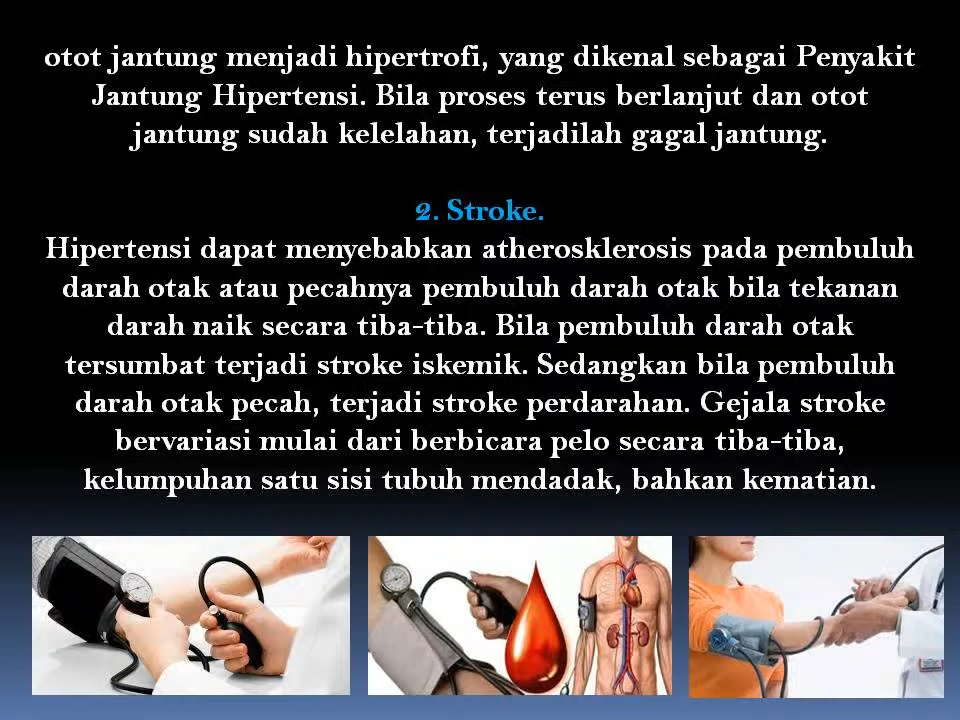 otot jantung menjadi hipertrofi, yang dikenal sebagai Penyakit
Jantung Hipertensi. Bila proses terus berlanjut dan otot
jantung sudah kelelahan, terjadilah gagal jantung.
2. Stroke.
Hipertensi dapat menyebabkan atherosklerosis pada pembuluh
darah otak atau pecahnya pembuluh darah otak bila tekanan
darah naik secara tiba-tiba. Bila pembuluh darah otak
tersumbat terjadi stroke iskemik. Sedangkan bila pembuluh
darah otak pecah, terjadi stroke perdarahan. Gejala stroke
bervariasi mulai dari berbicara pelo secara tiba-tiba,
kelumpuhan satu sisi tubuh mendadak, bahkan kematian.